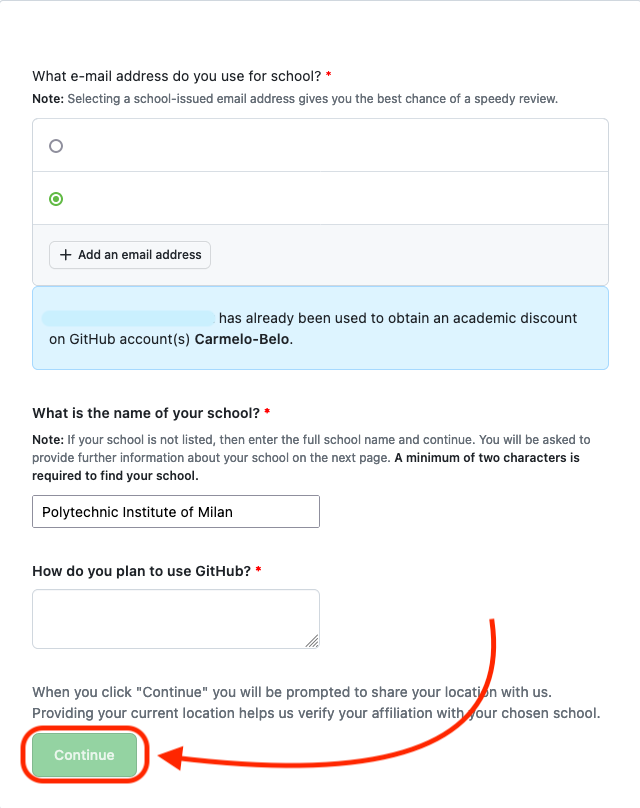 What e-mail address do you use for school? *
Note: Selecting a school-issued email address gives you the best chance of a speedy review.
+ Add an email address
has already been used to obtain an academic discount
on GitHub account(s) Carmelo-Belo.
What is the name of your school? *
Note: If your school is not listed, then enter the full school name and continue. You will be asked to
provide further information about your school on the next page. A minimum of two characters is
required to find your school.
Polytechnic Institute of Milan
How do you plan to use GitHub? *
When you click "Continue" you will be prompted to share your location with us.
Providing your current location helps us verify your affiliation with your chosen school.
Continue